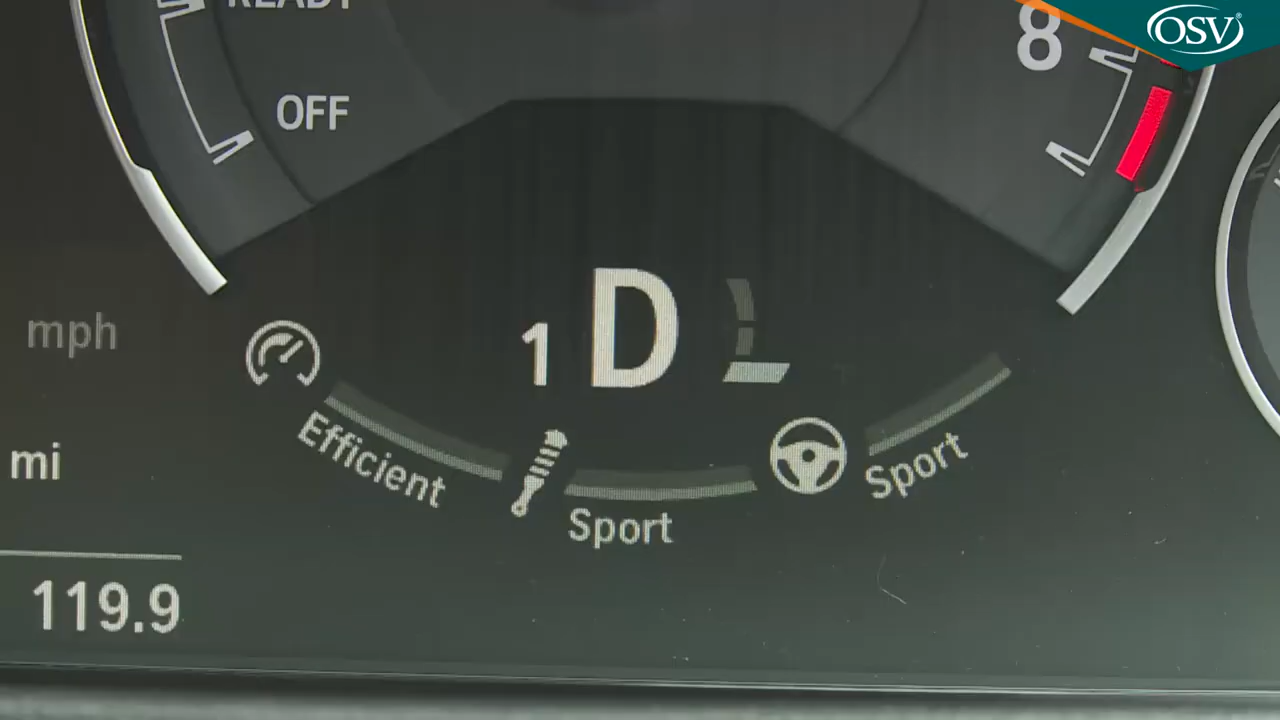 READY
OSV
8
OFF
1 D
mph
Efficient
mi
Sport
Sport
119.9